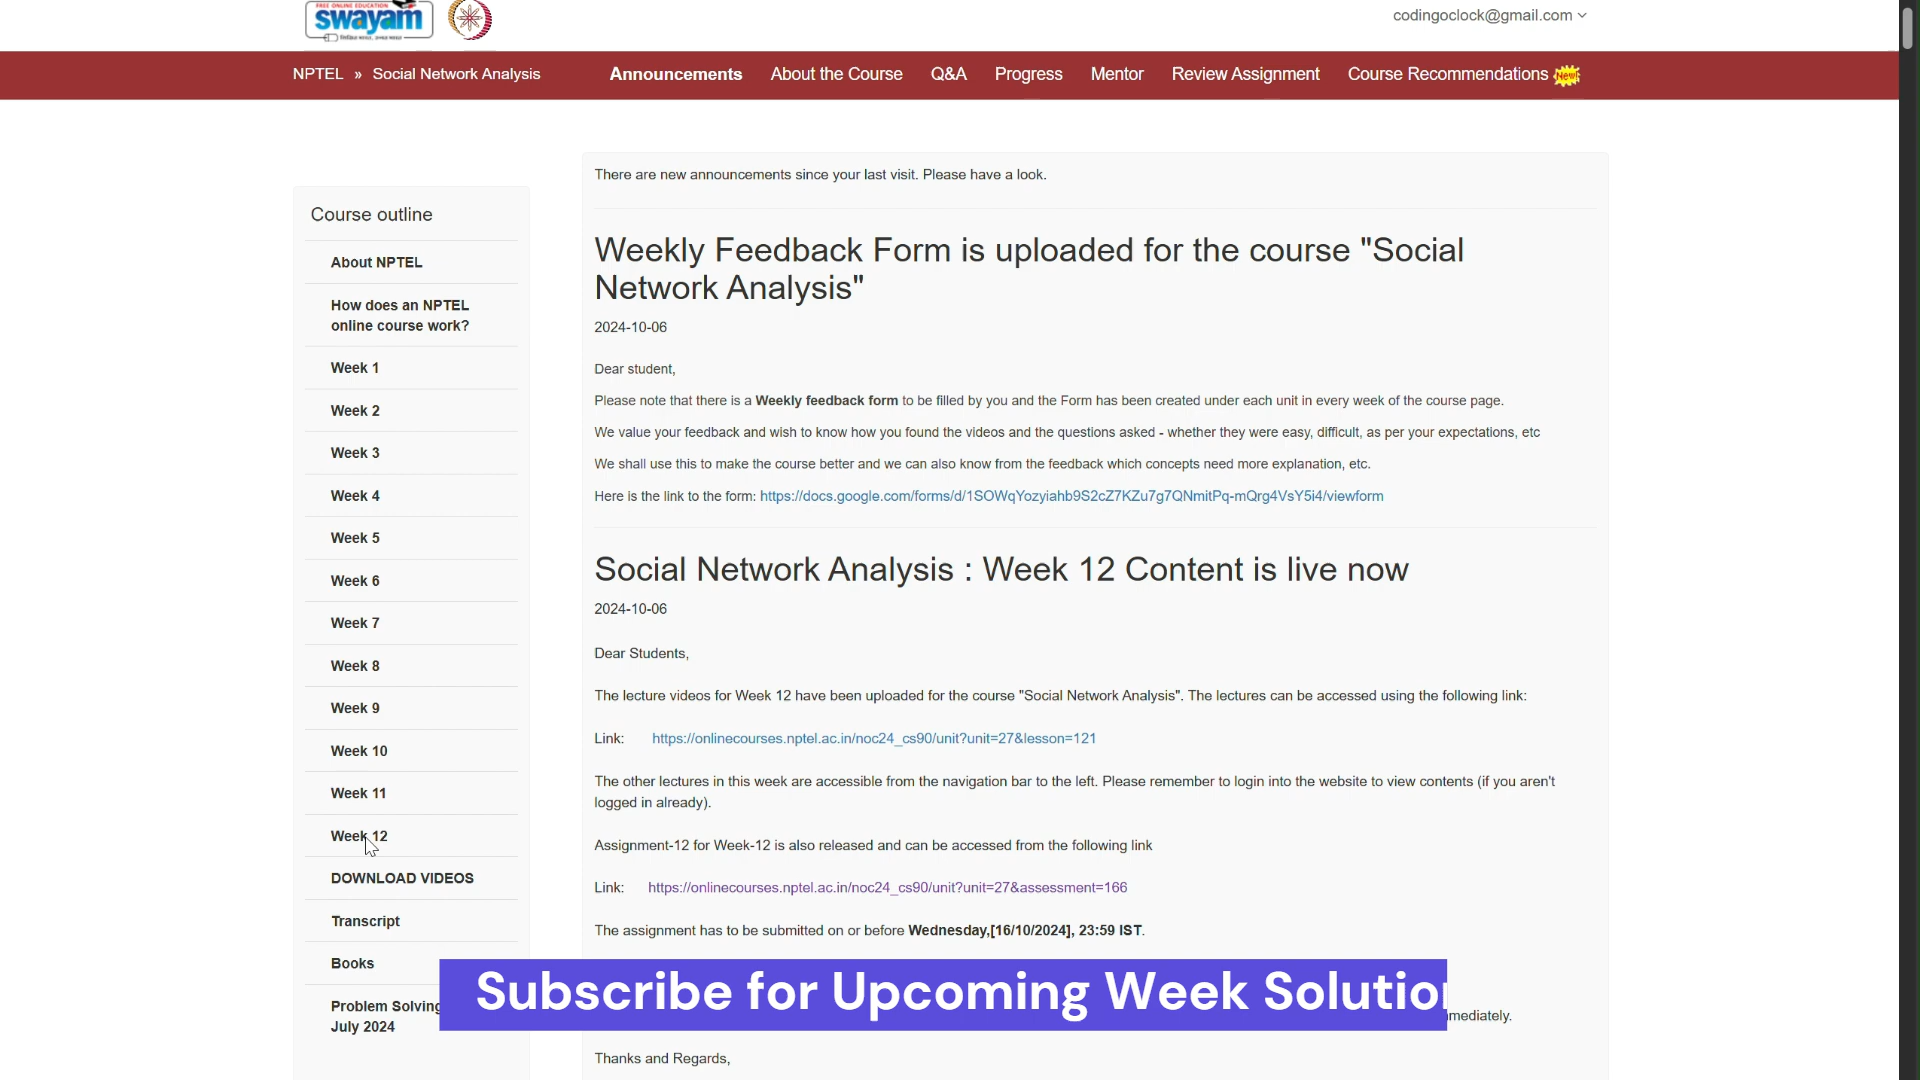 FREE ONLINE EDUCATION
swayam
codingoclock@gmail.com
NPTEL » Social Network Analysis
Announcements
About the Course
Q&A
Progress
Mentor
Review Assignment
Course Recommendations
New!
Course outline
About NPTEL
How does an NPTEL
online course work?
Week 1
Week 2
Week 3
Week 4
Week 5
Week 6
Week 7
Week 8
Week 9
Week 10
Week 11
Week 12
DOWNLOAD VIDEOS
Transcript
Books
Problem Solving
July 2024
There are new announcements since your last visit. Please have a look.
Weekly Feedback Form is uploaded for the course "Social
Network Analysis"
2024-10-06
Dear student,
Please note that there is a Weekly feedback form to be filled by you and the Form has been created under each unit in every week of the course page.
We value your feedback and wish to know how you found the videos and the questions asked - whether they were easy, difficult, as per your expectations, etc
We shall use this to make the course better and we can also know from the feedback which concepts need more explanation, etc.
Here is the link to the form: https://docs.google.com/forms/d/1SOWqYozyiahb9S2cZ7KZu7g7QNmitPq-mQrg4VsY5i4/viewform
Social Network Analysis : Week 12 Content is live now
2024-10-06
Dear Students,
The lecture videos for Week 12 have been uploaded for the course "Social Network Analysis". The lectures can be accessed using the following link:
Link: https://onlinecourses.nptel.ac.in/noc24_cs90/unit?unit=27&lesson=121
The other lectures in this week are accessible from the navigation bar to the left. Please remember to login into the website to view contents (if you aren't
logged in already).
Assignment-12 for Week-12 is also released and can be accessed from the following link
Link: https://onlinecourses.nptel.ac.in/noc24_cs90/unit?unit=27&assessment=166
The assignment has to be submitted on or before Wednesday,[16/10/2024], 23:59 IST.
Subscribe for Upcoming Week Solution
mmediately.
Thanks and Regards,